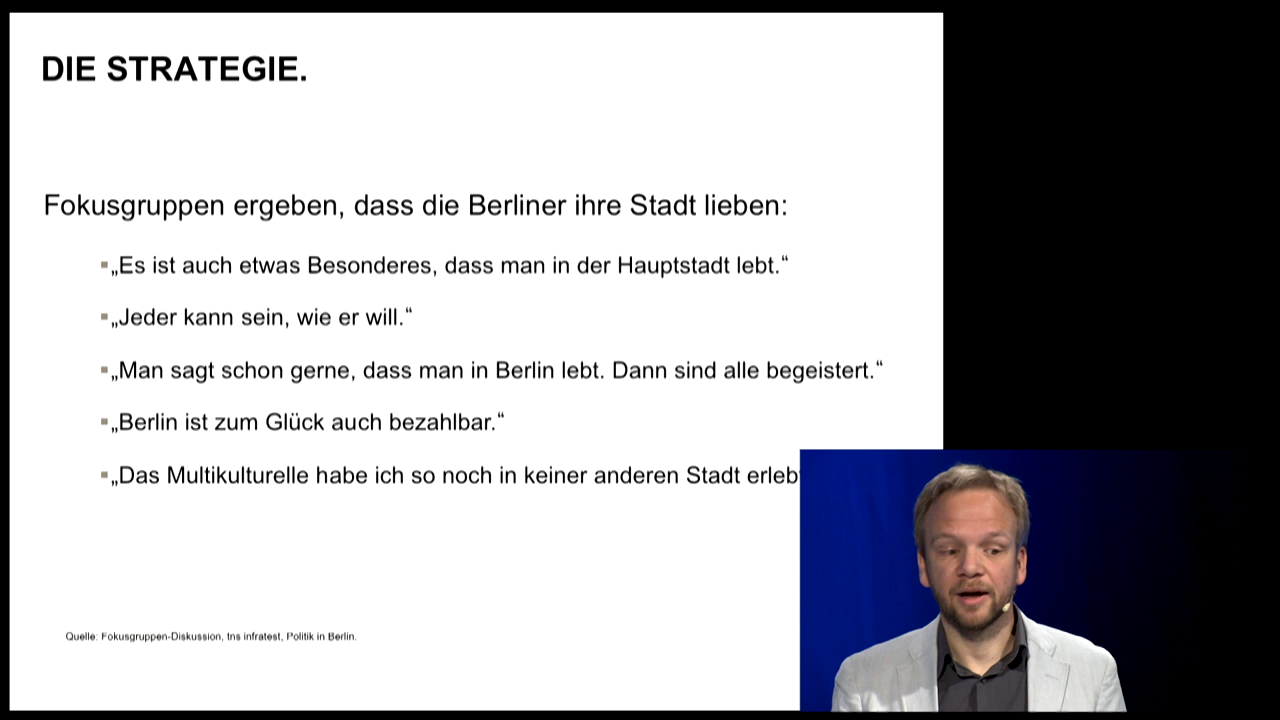 DIE STRATEGIE.
Fokusgruppen ergeben, dass die Berliner ihre Stadt lieben:
▪„Es ist auch etwas Besonderes, dass man in der Hauptstadt lebt.“
▪„Jeder kann sein, wie er will.“
▪„Man sagt schon gerne, dass man in Berlin lebt. Dann sind alle begeistert.“
▪„Berlin ist zum Glück auch bezahlbar.“
▪„Das Multikulturelle habe ich so noch in keiner anderen Stadt erleb
Quelle: Fokusgruppen-Diskussion, tns infratest, Politik in Berlin.